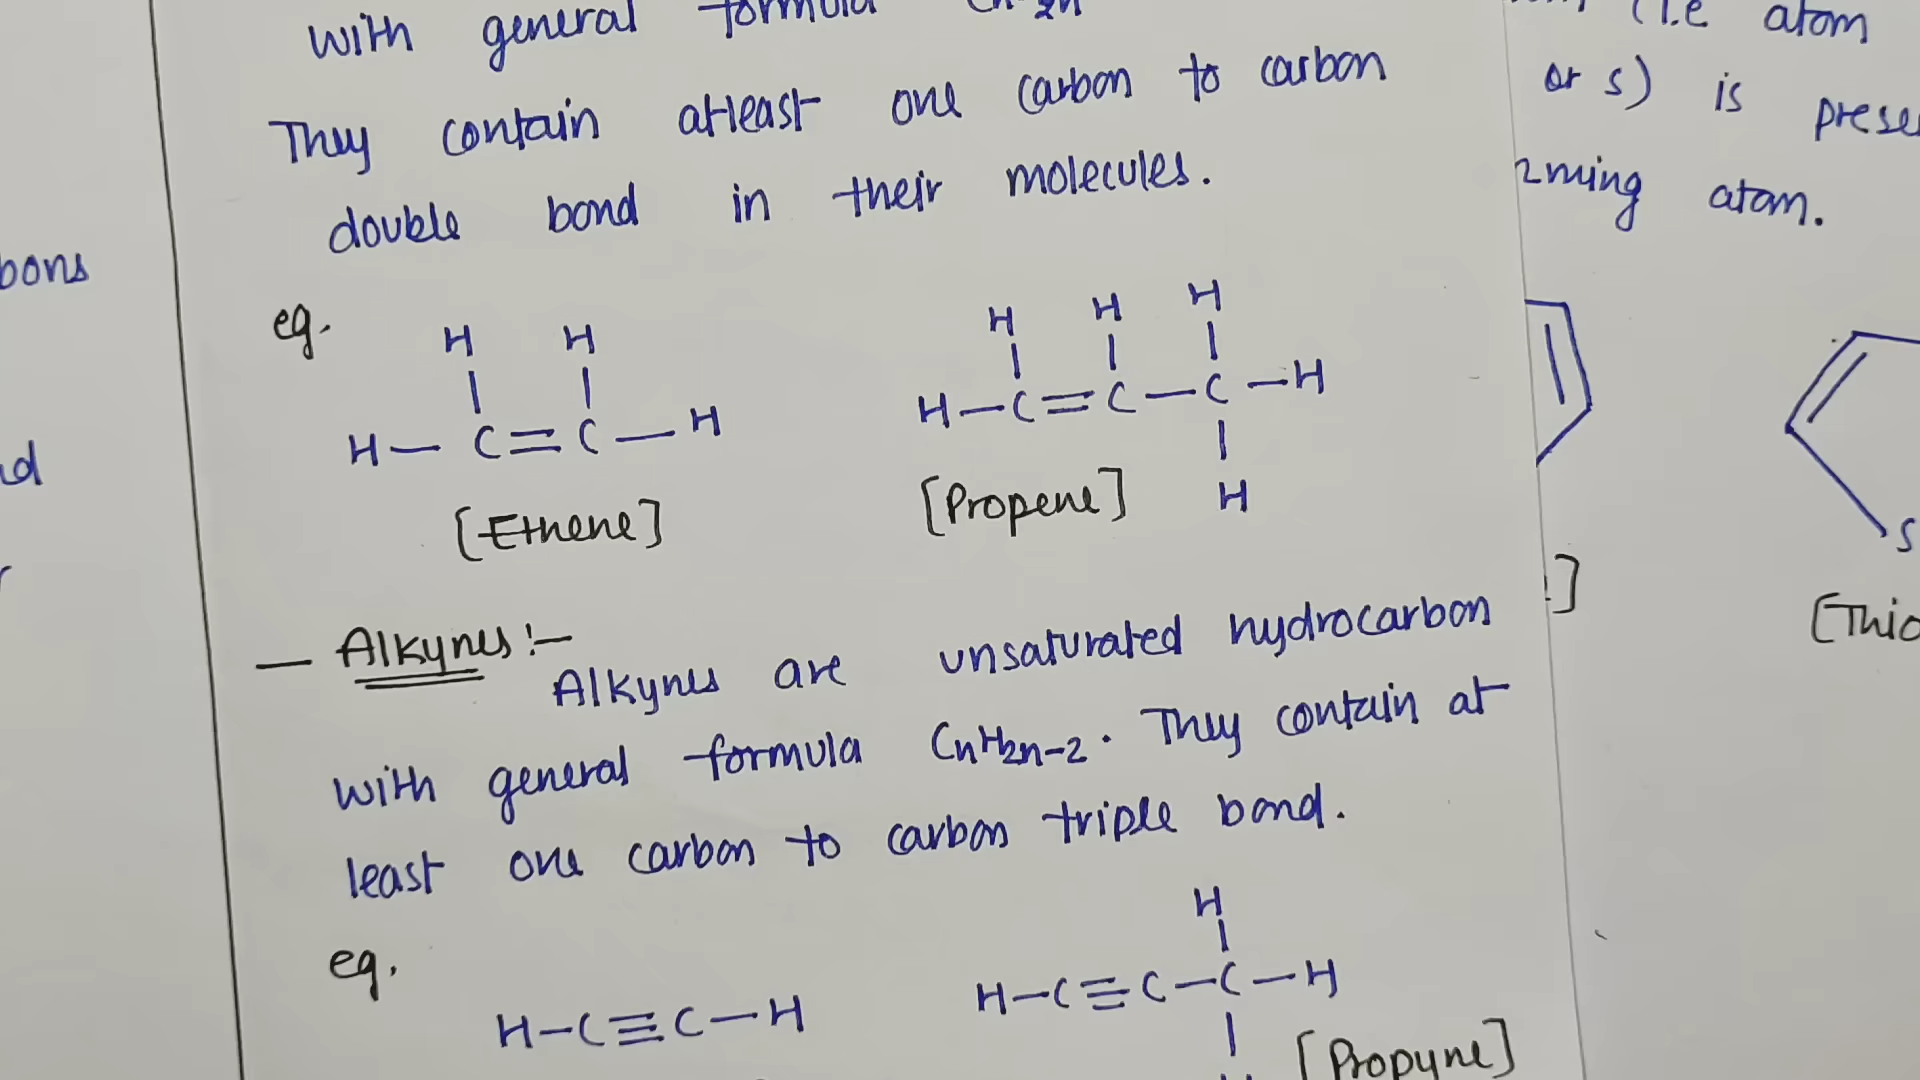 with general formula CnH2n
They contain atleast one carbon to carbon
double bond in their molecules.
eg.
H H
H — C = C — H
[Ethene]
H H H
H — C = C — C — H
H
[Propene]
— Alkynes :-
Alkynes are unsaturated hydrocarbon
with general formula CnH2n-2. They contain at
least one carbon to carbon triple bond.
eg.
H — C ≡ C — H
H
H — C ≡ C — C — H
[Propyne]
(i.e atom
or s) is
atom.
S